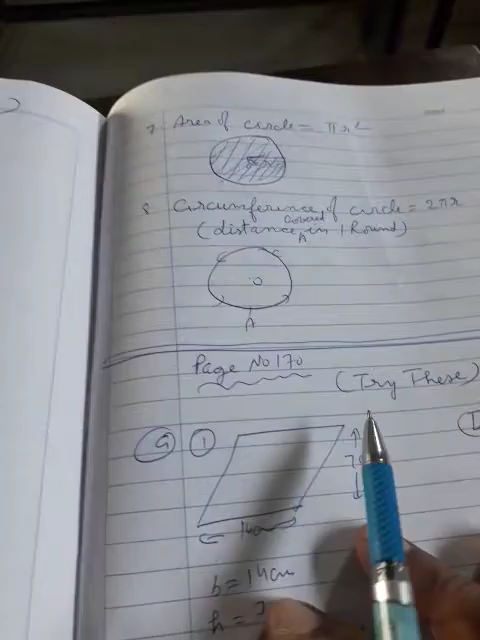 7. Area of circle = πr²
8. Circumference of circle = 2πr
(distance covered in 1 Round)
O
A
Page No 170
(Try These)
a 1
14cm
b = 14cm
h =